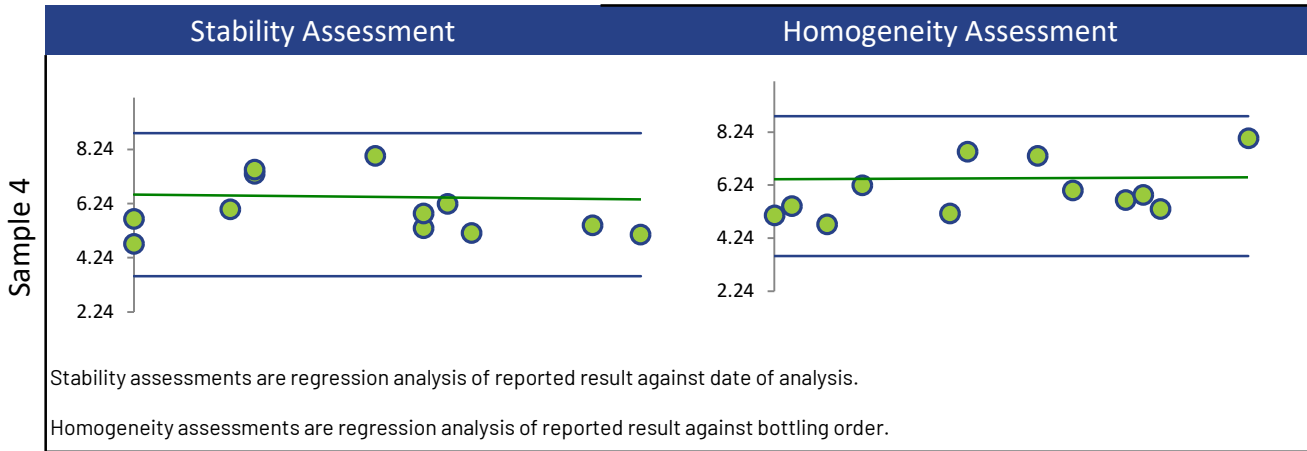 Stability Assessment
Homogeneity Assessment
Sample 4
8.24
6.24
4.24
2.24
8.24
6.24
4.24
2.24
Stability assessments are regression analysis of reported result against date of analysis.
Homogeneity assessments are regression analysis of reported result against bottling order.